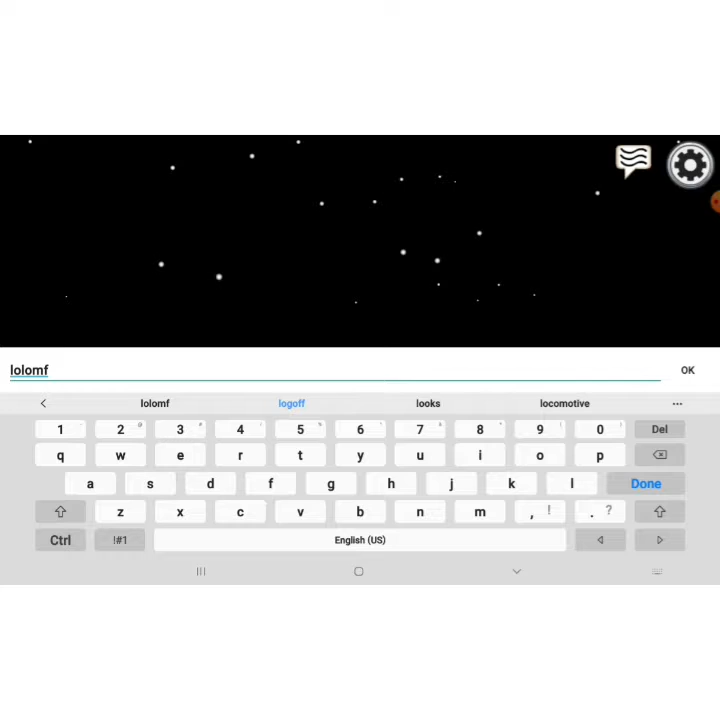 lolomf
OK
lolomf logoff looks locomotive ...
1 2 @ 3 # 4 5 % 6 7 & 8 * 9 ( 0 ) Del
q w e r t y u i o p
a s d f g h j k l Done
z x c v b n m , ! . ?
Ctrl !#1 English (US)